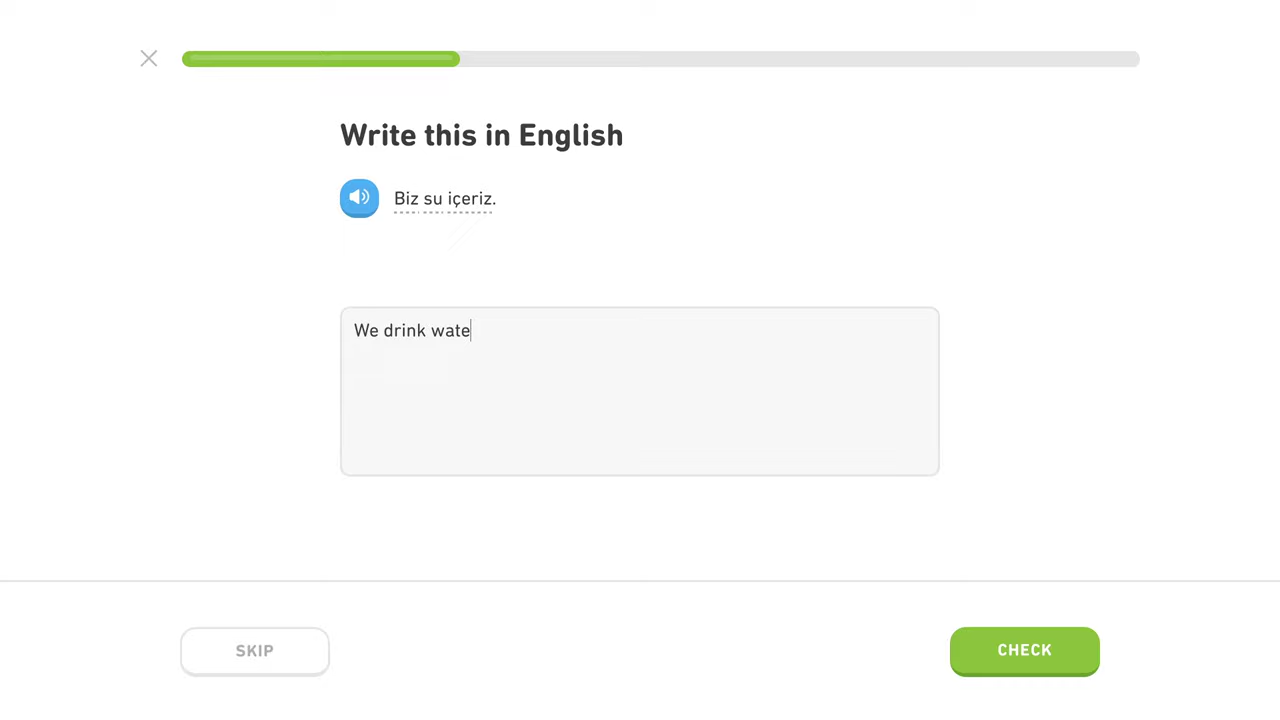 Write this in English
Biz su içeriz.
We drink wate
SKIP
CHECK